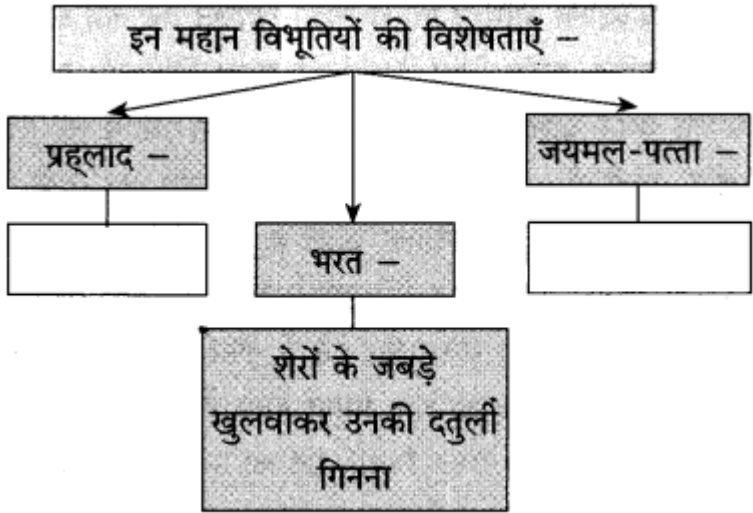 इन महान विभूतियों की विशेषताएँ –
प्रह्लाद –
जयमल-पत्ता –
भरत –
शेरों के जबड़े
खुलवाकर उनकी दतुलीं
गिनना